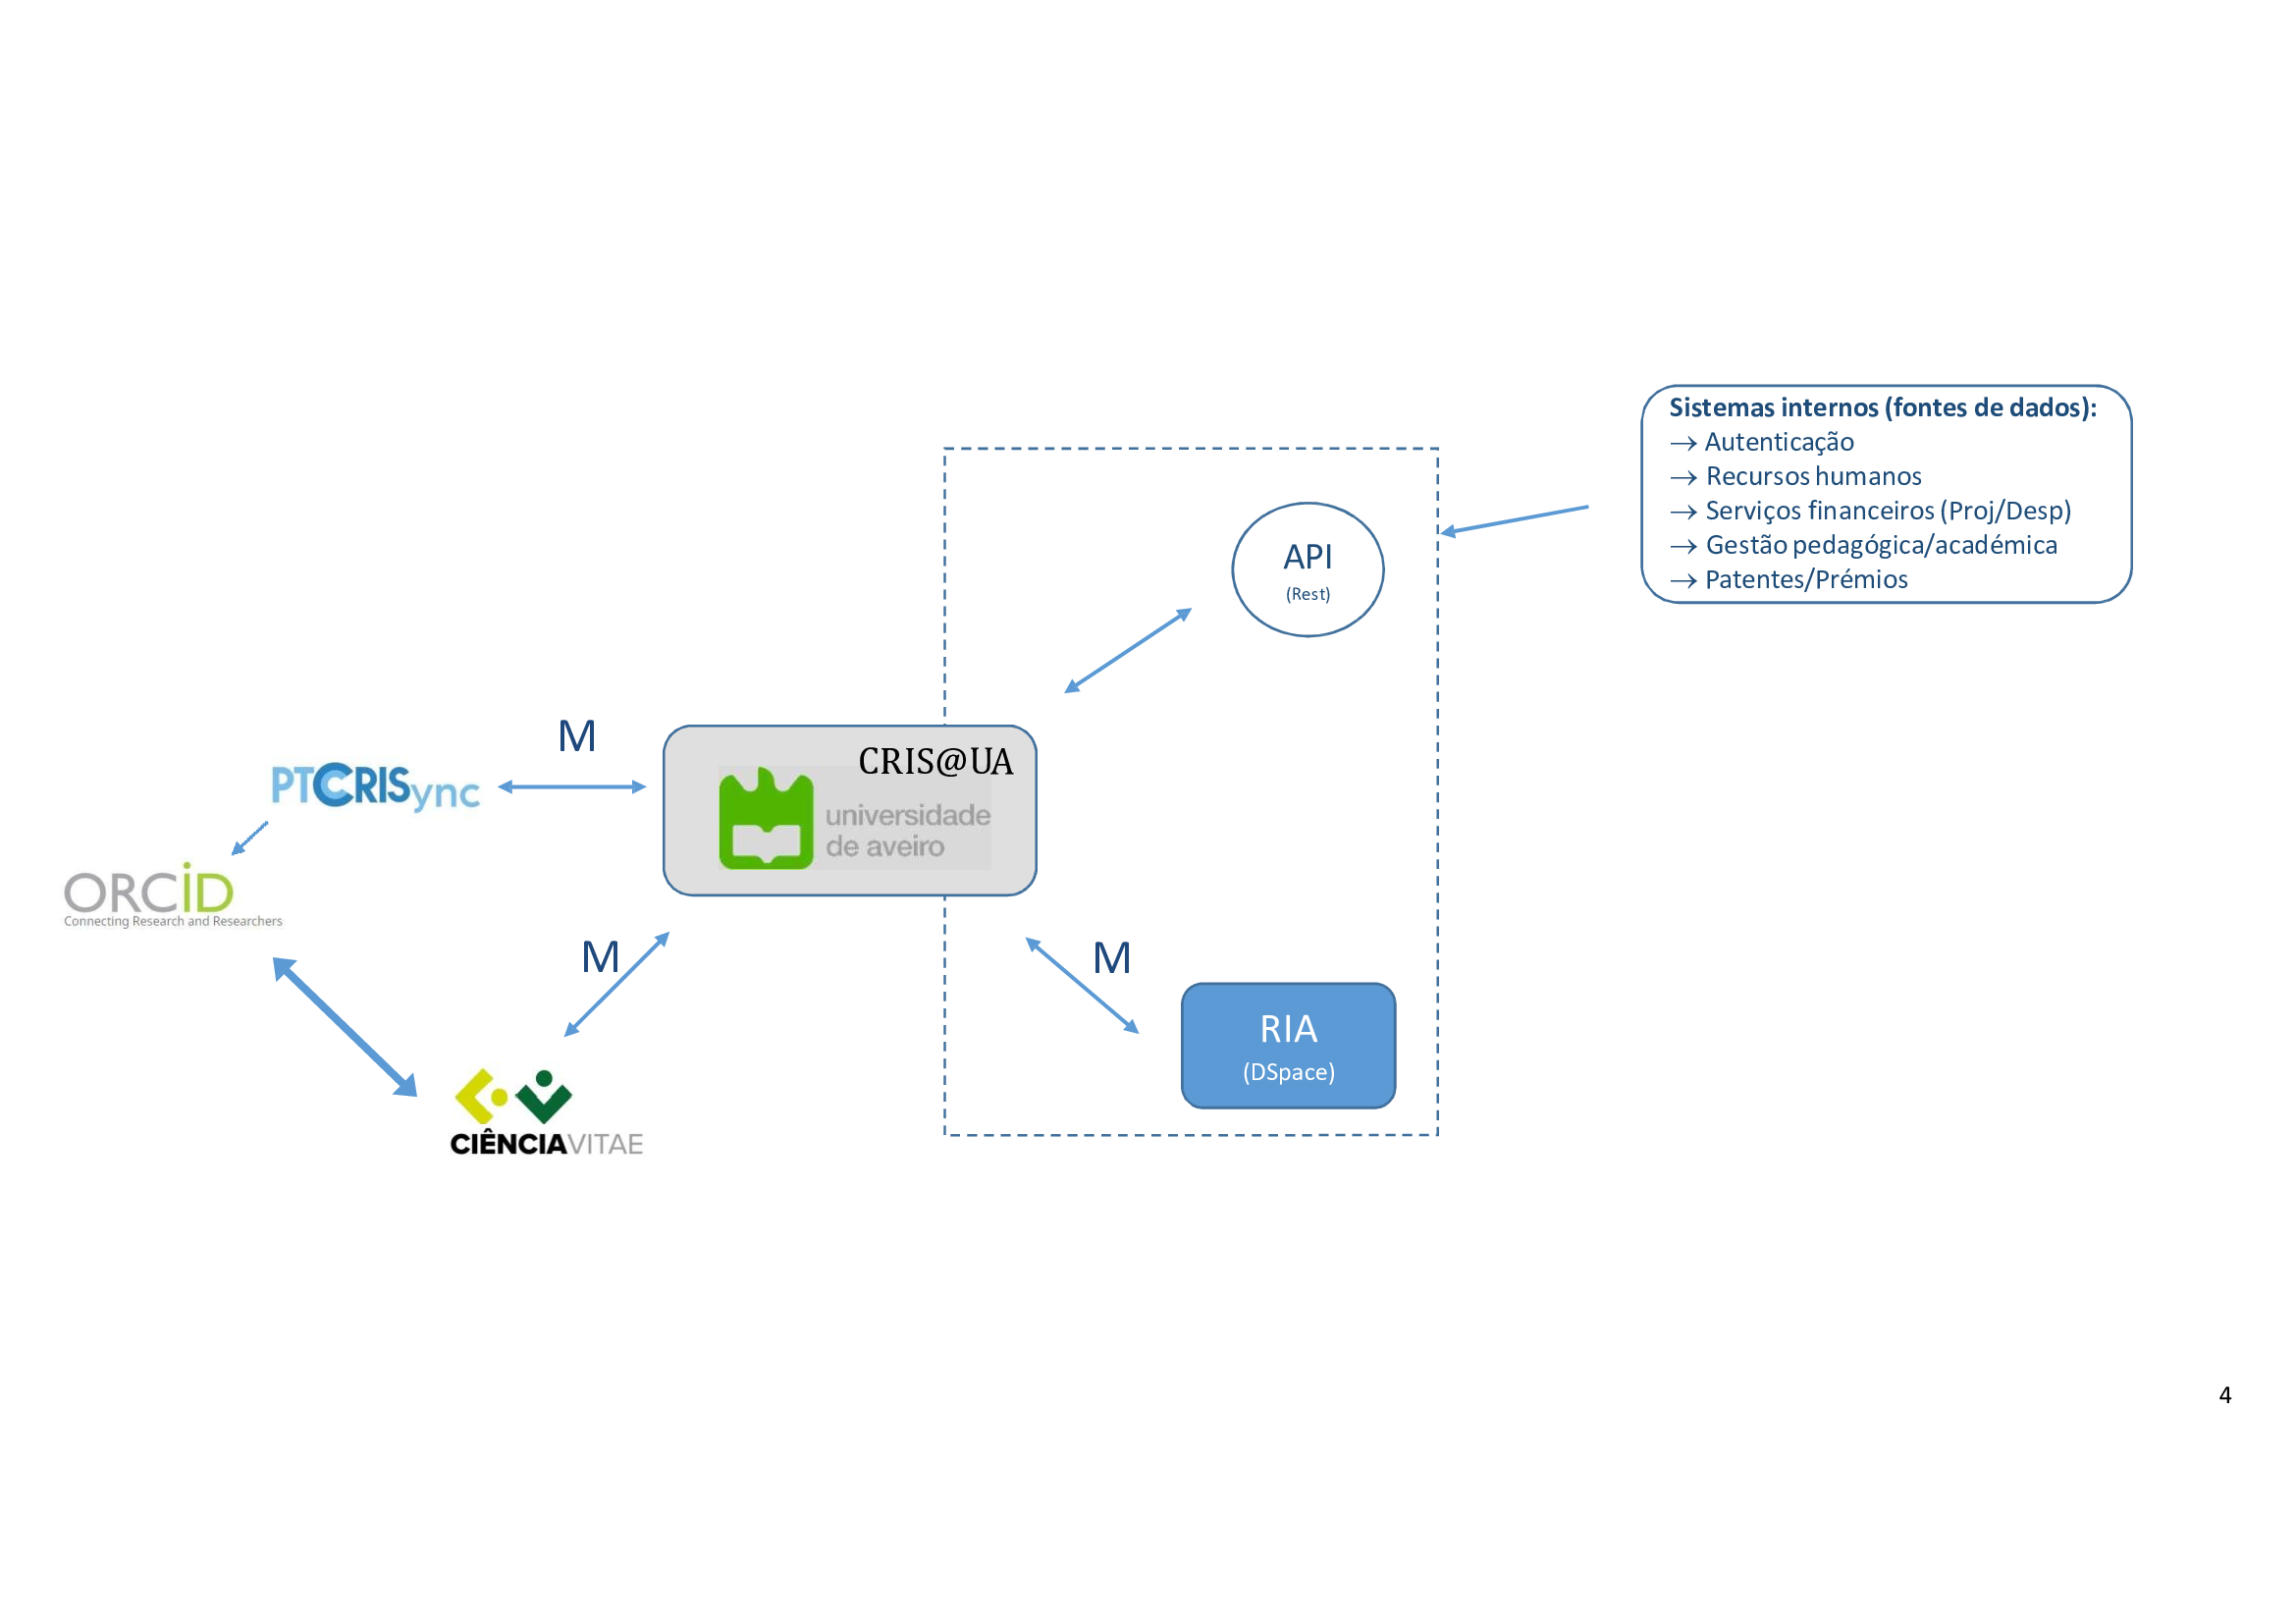 Sistemas internos (fontes de dados):
→ Autenticação
→ Recursos humanos
→ Serviços financeiros (Proj/Desp)
→ Gestão pedagógica/académica
→ Patentes/Prémios
API
(Rest)
M
CRIS@UA
universidade
de aveiro
PTCRISync
ORCiD
Connecting Research and Researchers
M
M
RIA
(DSpace)
CIÊNCIAVITAE
4